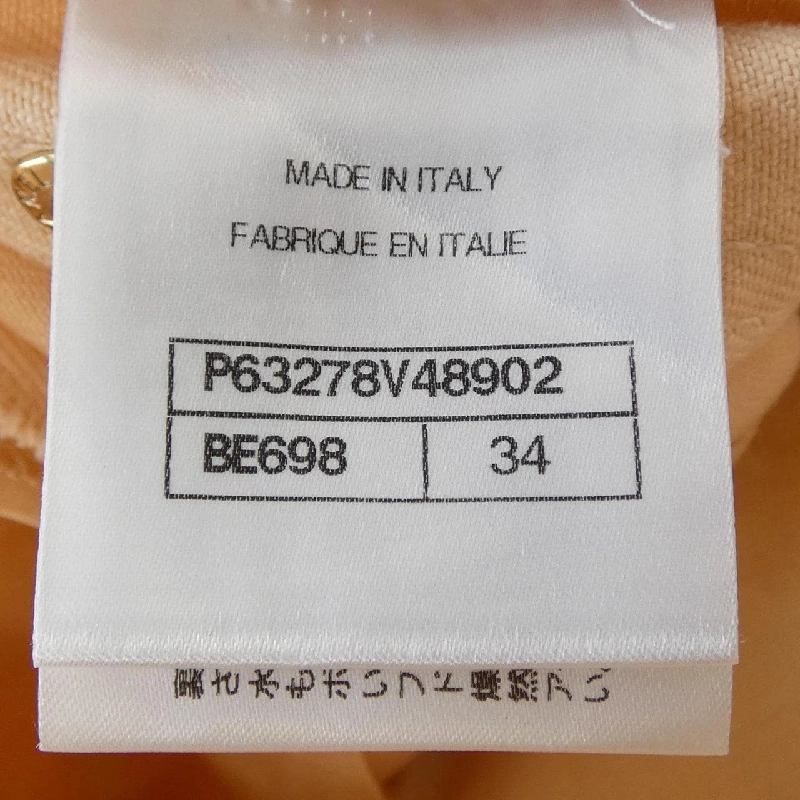 MADE IN ITALY
FABRIQUE EN ITALIE
P63278V48902
BE698
34